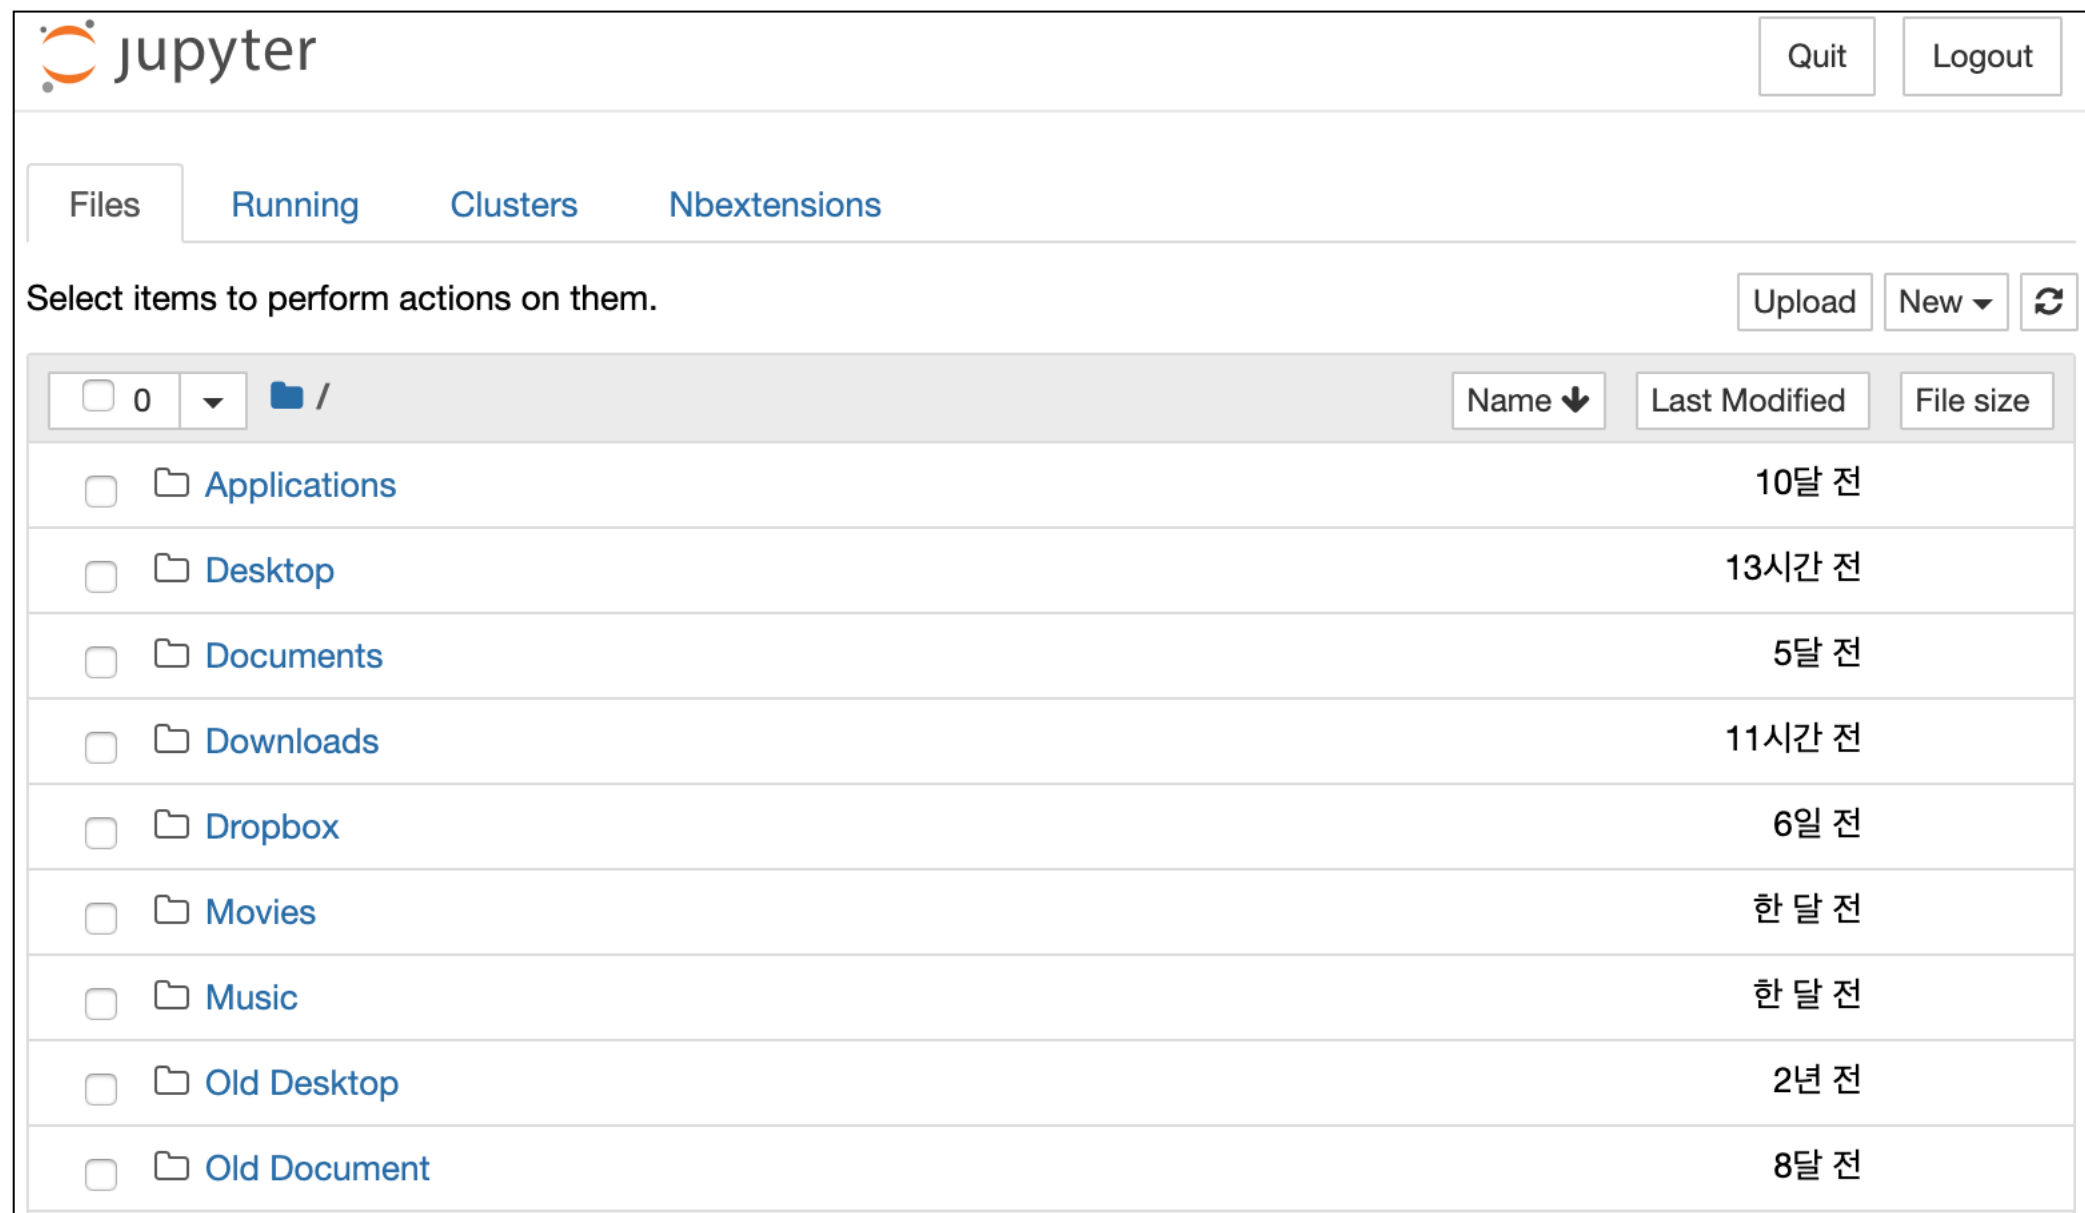 jupyter
Quit Logout
Files Running Clusters Nbextensions
Select items to perform actions on them.
Upload New
0 / Name Last Modified File size
Applications 10달 전
Desktop 13시간 전
Documents 5달 전
Downloads 11시간 전
Dropbox 6일 전
Movies 한 달 전
Music 한 달 전
Old Desktop 2년 전
Old Document 8달 전